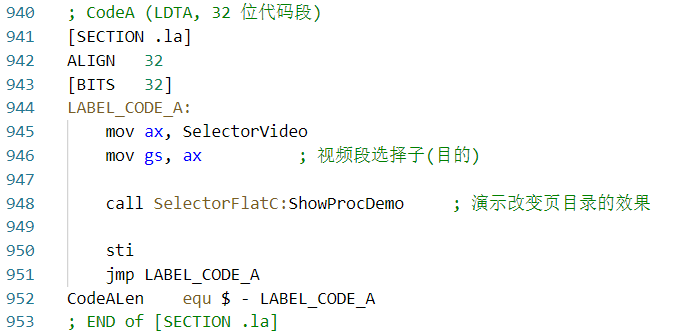 940 ; CodeA (LDTA, 32 位代码段)
941 [SECTION .la]
942 ALIGN 32
943 [BITS 32]
944 LABEL_CODE_A:
945 mov ax, SelectorVideo
946 mov gs, ax ; 视频段选择子(目的)
947
948 call SelectorFlatC:ShowProcDemo ; 演示改变页目录的效果
949
950 sti
951 jmp LABEL_CODE_A
952 CodeALen equ $ - LABEL_CODE_A
953 ; END of [SECTION .la]